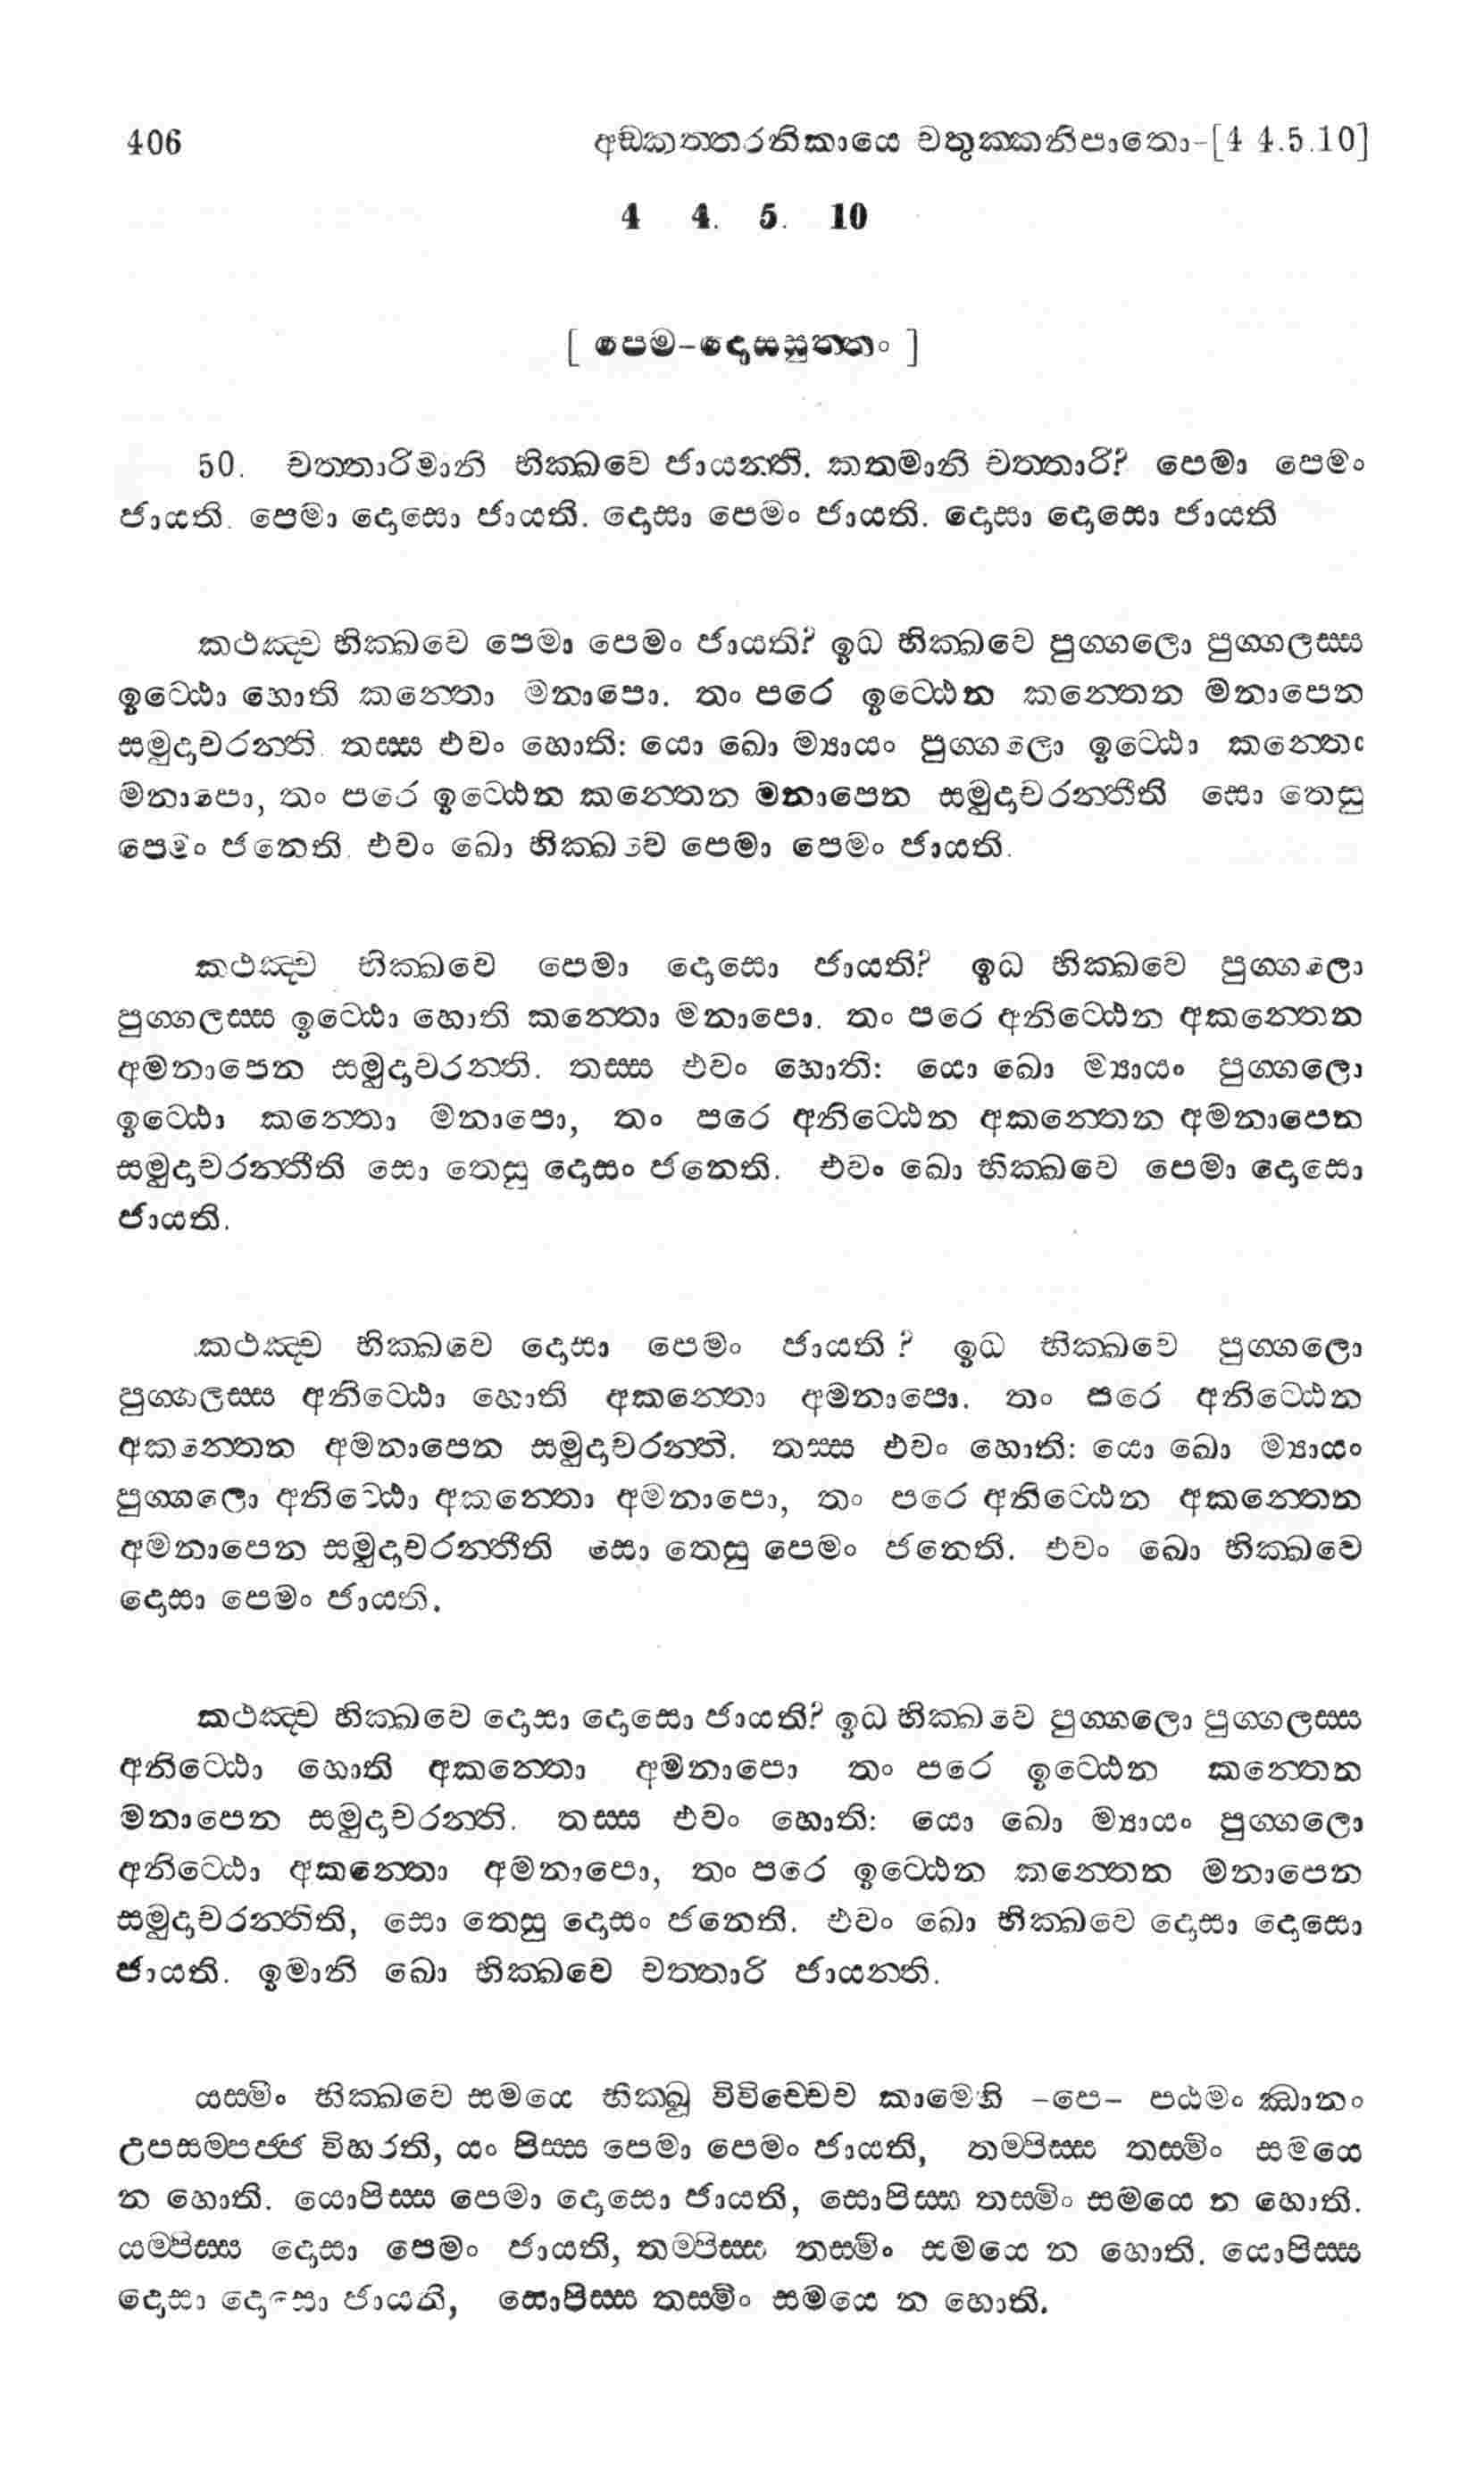 406 අඞ්කත්තරනිකායෙ චතුක්කනිපාතො-[4 4.5.10]
4 4. 5. 10
[ පෙම-දොසසුත්තං ]
50. චත්තාරිමානි භික්ඛවෙ ජායන්ති. කතමානි චත්තාරි? පෙමා පෙමං
ජායති. පෙමා දොසො ජායති. දොසා පෙමං ජායති. දොසා දොසො ජායති
කථඤ්ච භික්ඛවෙ පෙමා පෙමං ජායති? ඉධ භික්ඛවෙ පුග්ගලො පුග්ගලස්ස
ඉට්ඨො හොති කන්තො මනාපො. තං පරෙ ඉට්ඨෙන කන්තෙන මනාපෙන
සමුදාචරන්ති. තස්ස එවං හොති: යො ඛො ම්‍යායං පුග්ගලො ඉට්ඨො කන්තො
මනාපො, තං පරෙ ඉට්ඨෙන කන්තෙන මනාපෙන සමුදාචරන්තීති සො තෙසු
පෙමං ජනෙති. එවං ඛො භික්ඛවෙ පෙමා පෙමං ජායති.
කථඤ්ච භික්ඛවෙ පෙමා දොසො ජායති? ඉධ භික්ඛවෙ පුග්ගලො
පුග්ගලස්ස ඉට්ඨො හොති කන්තො මනාපො. තං පරෙ අනිට්ඨෙන අකන්තෙන
අමනාපෙන සමුදාචරන්ති. තස්ස එවං හොති: යො ඛො ම්‍යායං පුග්ගලො
ඉට්ඨො කන්තො මනාපො, තං පරෙ අනිට්ඨෙන අකන්තෙන අමනාපෙන
සමුදාචරන්තීති සො තෙසු දොසං ජනෙති. එවං ඛො භික්ඛවෙ පෙමා දොසො
ජායති.
කථඤ්ච භික්ඛවෙ දොසා පෙමං ජායති ? ඉධ භික්ඛවෙ පුග්ගලො
පුග්ගලස්ස අනිට්ඨො හොති අකන්තො අමනාපො. තං පරෙ අනිට්ඨෙන
අකන්තෙන අමනාපෙන සමුදාචරන්ති. තස්ස එවං හොති: යො ඛො ම්‍යායං
පුග්ගලො අනිට්ඨො අකන්තො අමනාපො, තං පරෙ අනිට්ඨෙන අකන්තෙන
අමනාපෙන සමුදාචරන්තීති සො තෙසු පෙමං ජනෙති. එවං ඛො භික්ඛවෙ
දොසා පෙමං ජායති.
කථඤ්ච භික්ඛවෙ දොසා දොසො ජායති? ඉධ භික්ඛවෙ පුග්ගලො පුග්ගලස්ස
අනිට්ඨො හොති අකන්තො අමනාපො තං පරෙ ඉට්ඨෙන කන්තෙන
මනාපෙන සමුදාචරන්ති. තස්ස එවං හොති: යො ඛො ම්‍යායං පුග්ගලො
අනිට්ඨො අකන්තො අමනාපො, තං පරෙ ඉට්ඨෙන කන්තෙන මනාපෙන
සමුදාචරන්තිති, සො තෙසු දොසං ජනෙති. එවං ඛො භික්ඛවෙ දොසා දොසො
ජායති. ඉමානි ඛො භික්ඛවෙ චත්තාරි ජායන්ති.
යස්මිං භික්ඛවෙ සමයෙ භික්ඛු විවිච්චෙව කාමෙහි -පෙ- පඨමං ඣානං
උපසම්පජ්ජ විහරති, යං පිස්ස පෙමා පෙමං ජායති, තම්පිස්ස තස්මිං සමයෙ
න හොති. යොපිස්ස පෙමා දොසො ජායති, සොපිස්ස තස්මිං සමයෙ න හොති.
යම්පිස්ස දොසා පෙමං ජායති, තම්පිස්ස තස්මිං සමයෙ න හොති. යොපිස්ස
දොසා දොසො ජායති, සොපිස්ස තස්මිං සමයෙ න හොති.